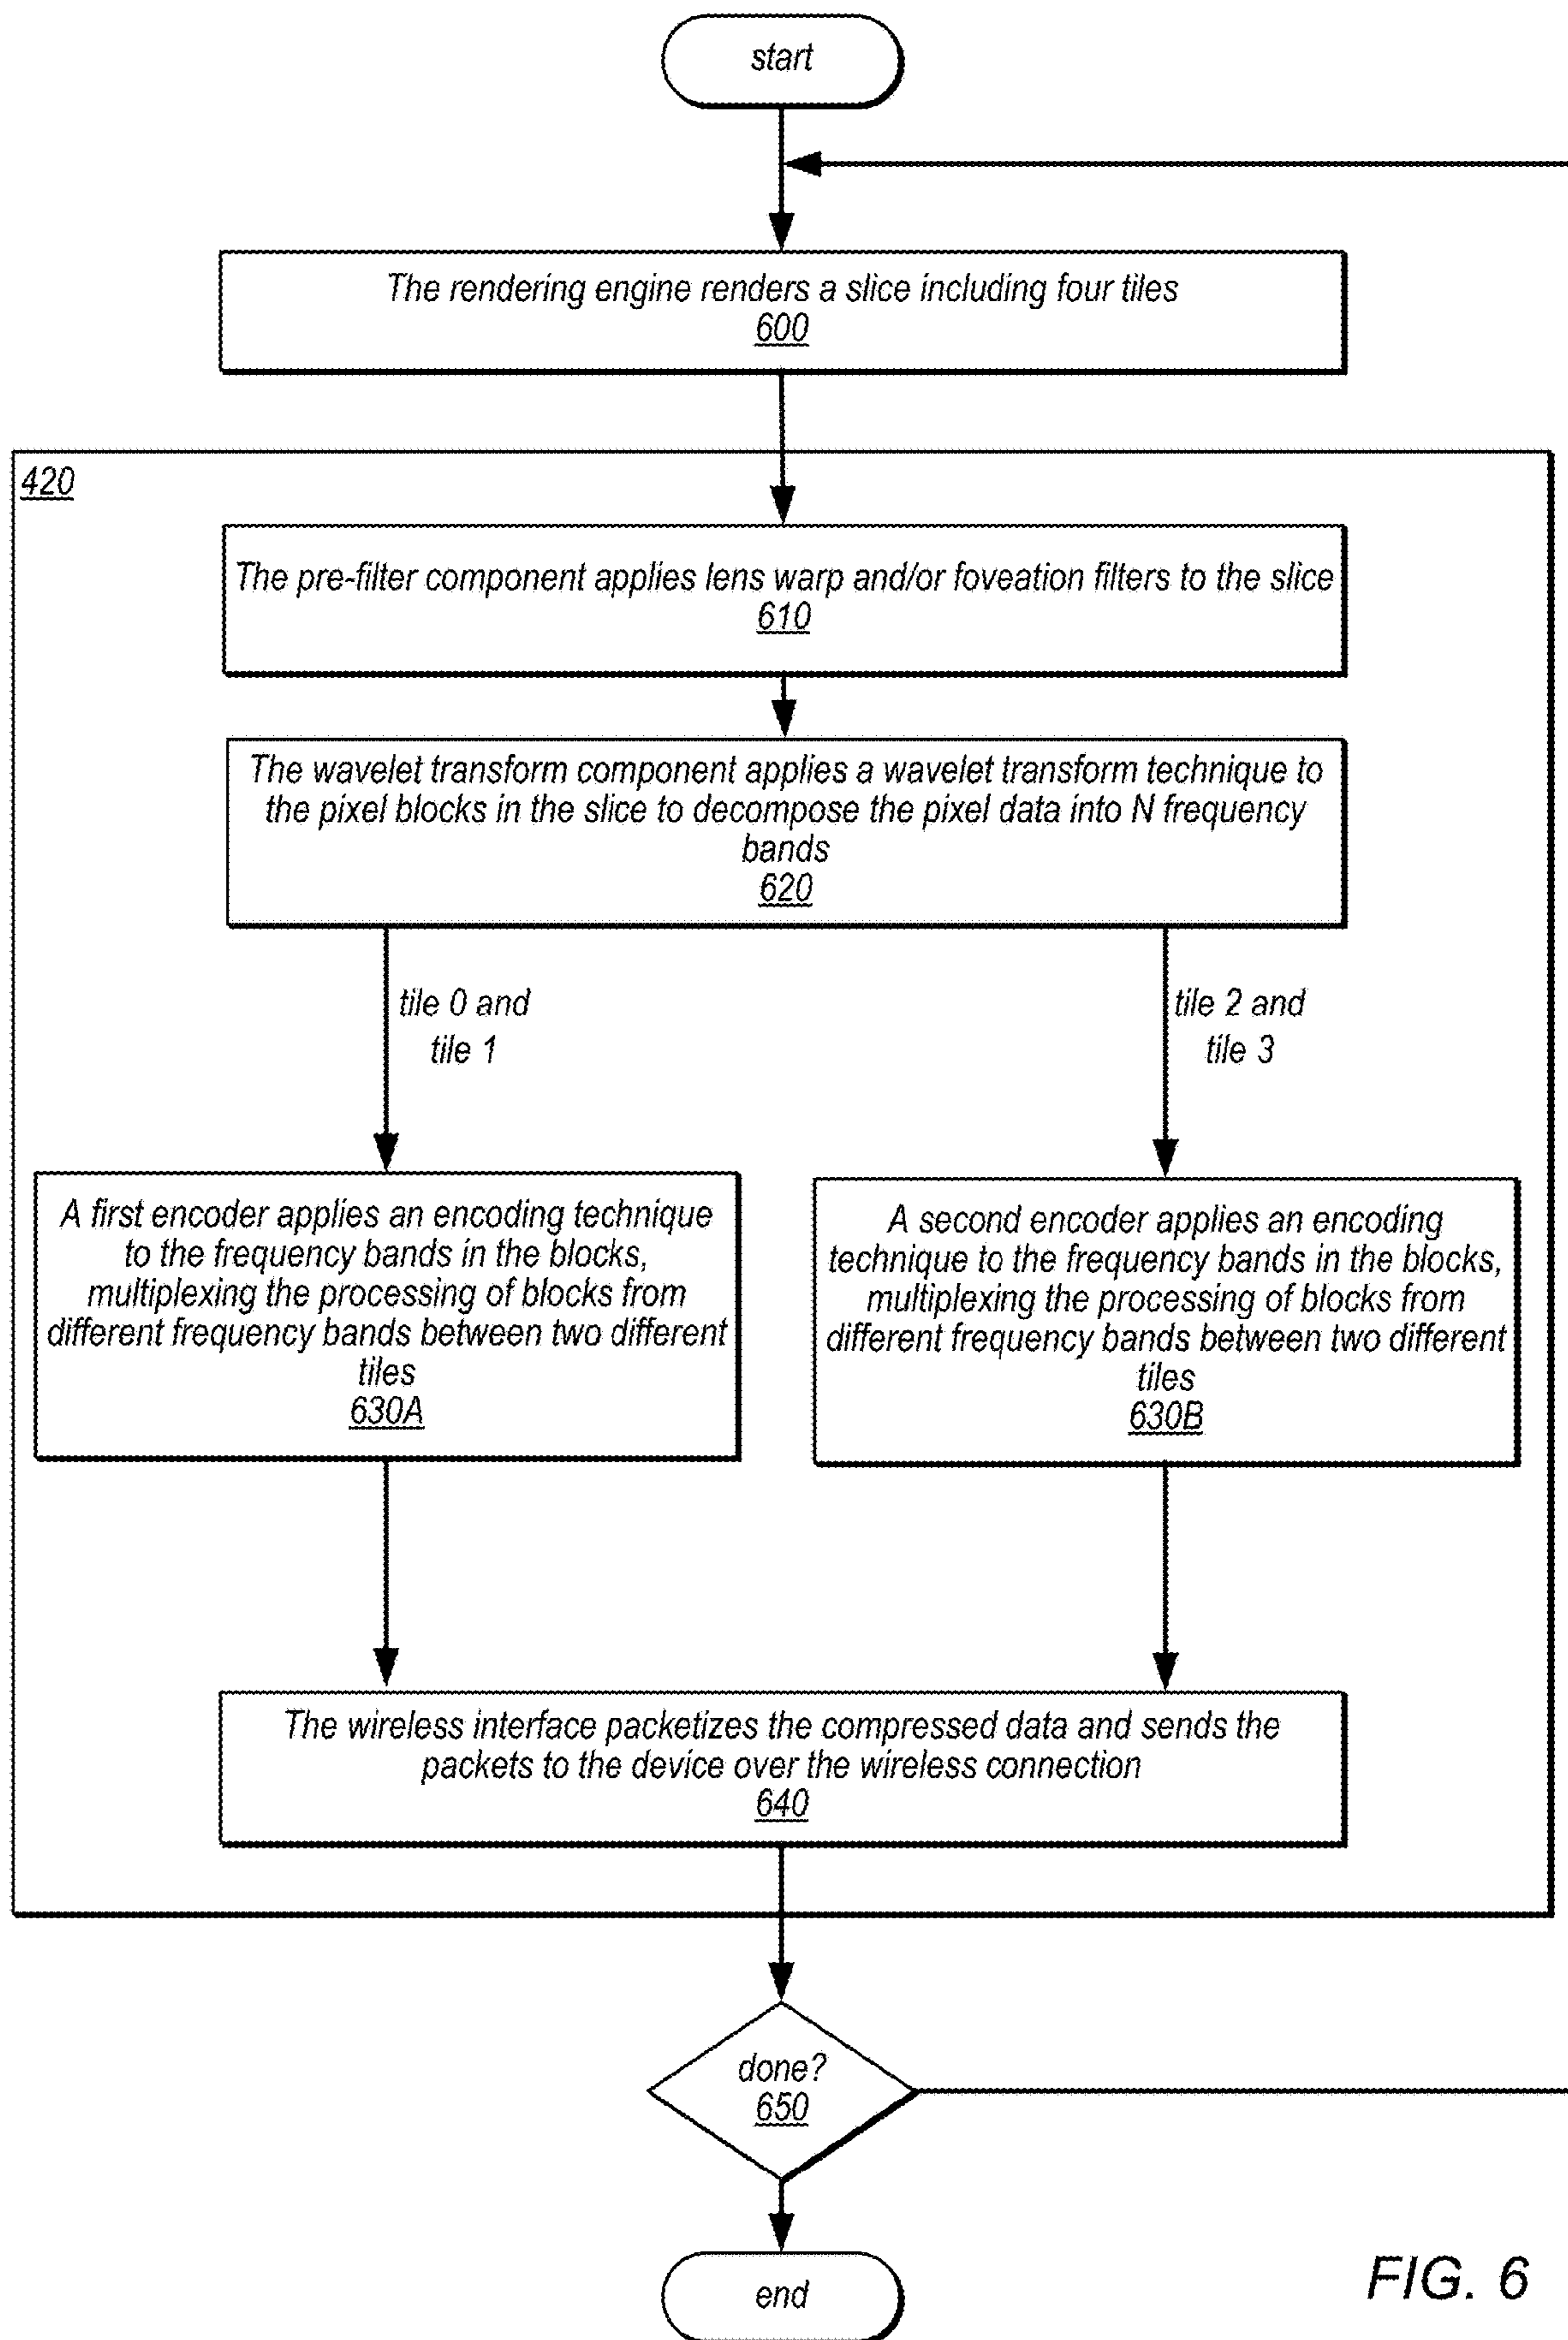 start
The rendering engine renders a slice including four tiles
600
420
The pre-filter component applies lens warp and/or foveation filters to the slice
610
The wavelet transform component applies a wavelet transform technique to
the pixel blocks in the slice to decompose the pixel data into N frequency
bands
620
tile 0 and
tile 1
tile 2 and
tile 3
A first encoder applies an encoding technique
to the frequency bands in the blocks,
multiplexing the processing of blocks from
different frequency bands between two different
tiles
630A
A second encoder applies an encoding
technique to the frequency bands in the blocks,
multiplexing the processing of blocks from
different frequency bands between two different
tiles
630B
The wireless interface packetizes the compressed data and sends the
packets to the device over the wireless connection
640
done?
650
end
FIG. 6